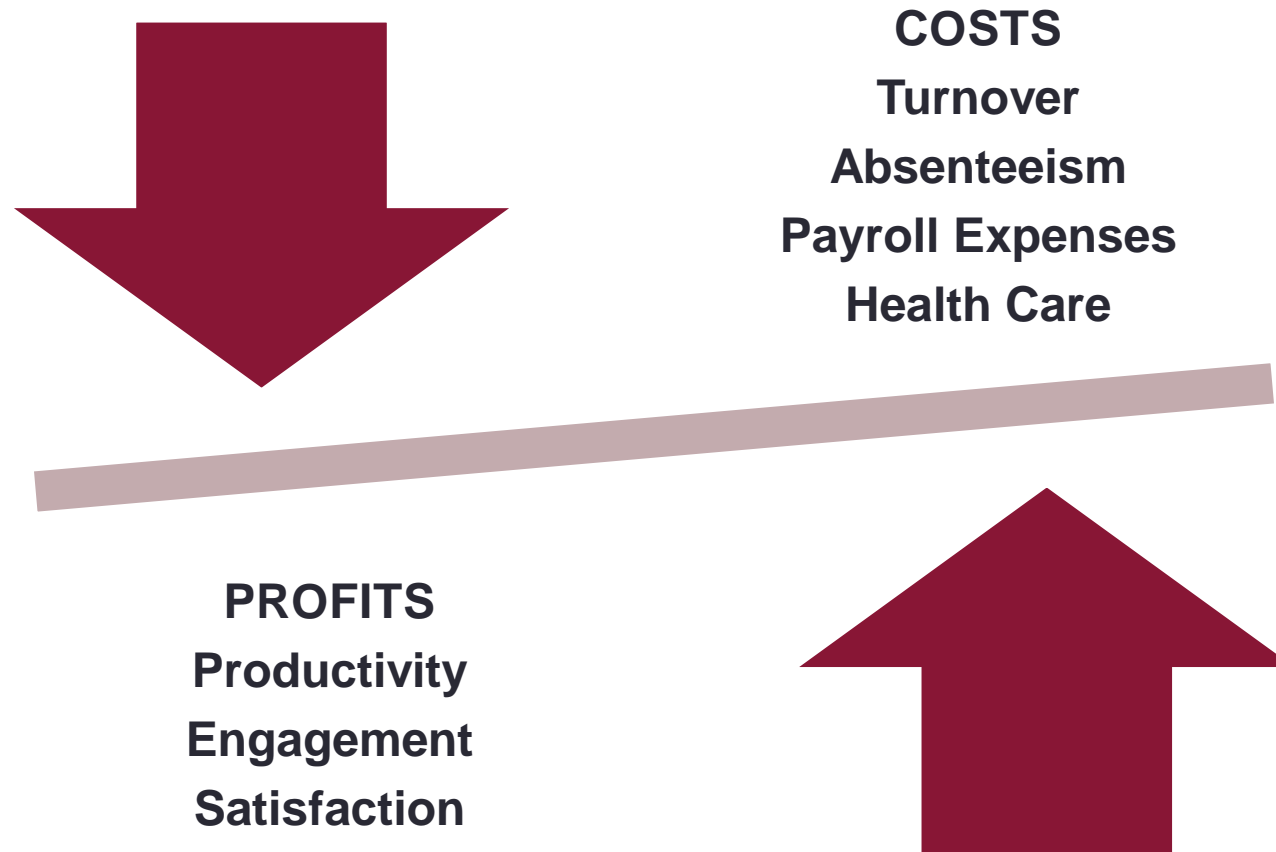 COSTS
Turnover
Absenteeism
Payroll Expenses
Health Care
PROFITS
Productivity
Engagement
Satisfaction